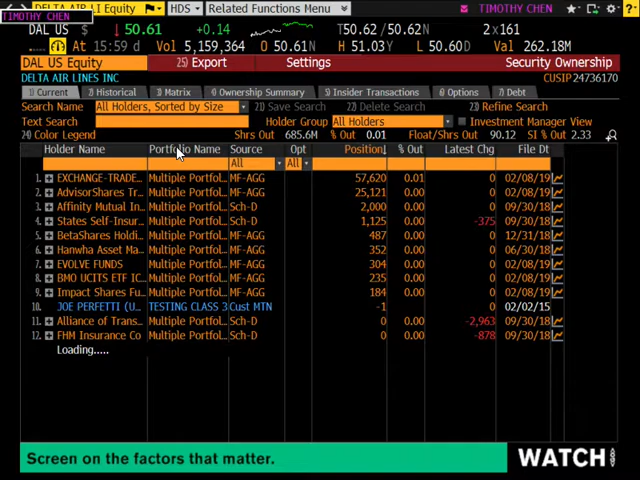 DAL LI Equity HDS Related Functions Menu TIMOTHY CHEN
TIMOTHY CHEN
DAL US 50.61 +0.14 T50.62 / 50.62N 2 x 161
At 15:59 d Vol 5,159,364 O 50.61N H 51.03Y L 50.60D Val 262.18M
DAL US Equity 25) Export Settings Security Ownership
DELTA AIR LINES INC CUSIP 24736170
1) Current 2) Historical 3) Matrix 4) Ownership Summary 5) Insider Transactions 6) Options 7) Debt
Search Name All Holders, Sorted by Size 21) Save Search 22) Delete Search 23) Refine Search
Text Search Holder Group All Holders Investment Manager View
24) Color Legend Shrs Out 685.6M % Out 0.01 Float/Shrs Out 90.12 SI % Out 2.33
Holder Name Portfolio Name Source Opt Position % Out Latest Chg File Dt
All All
1. EXCHANGE-TRADE... Multiple Portfol... MF-AGG 57,620 0.01 0 02/08/19
2. AdvisorShares Tr... Multiple Portfol... MF-AGG 25,121 0.00 0 02/08/19
3. Affinity Mutual In... Multiple Portfol... Sch-D 2,000 0.00 0 09/30/18
4. States Self-Insur... Multiple Portfol... Sch-D 1,125 0.00 -375 09/30/18
5. BetaShares Holdi... Multiple Portfol... MF-AGG 487 0.00 0 12/31/18
6. Hanwha Asset Ma... Multiple Portfol... MF-AGG 352 0.00 0 06/30/18
7. EVOLVE FUNDS Multiple Portfol... MF-AGG 304 0.00 0 02/08/19
8. BMO UCITS ETF IC... Multiple Portfol... MF-AGG 235 0.00 0 02/08/19
9. Impact Shares Fu... Multiple Portfol... MF-AGG 184 0.00 0 02/08/19
10. JOE PERFETTI (U... TESTING CLASS 3 Cust MTN -1 0 02/02/15
11. Alliance of Trans... Multiple Portfol... Sch-D 0 0.00 -2,963 09/30/18
12. FHM Insurance Co Multiple Portfol... Sch-D 0 0.00 -878 09/30/18
Loading.....
Screen on the factors that matter. WATCH